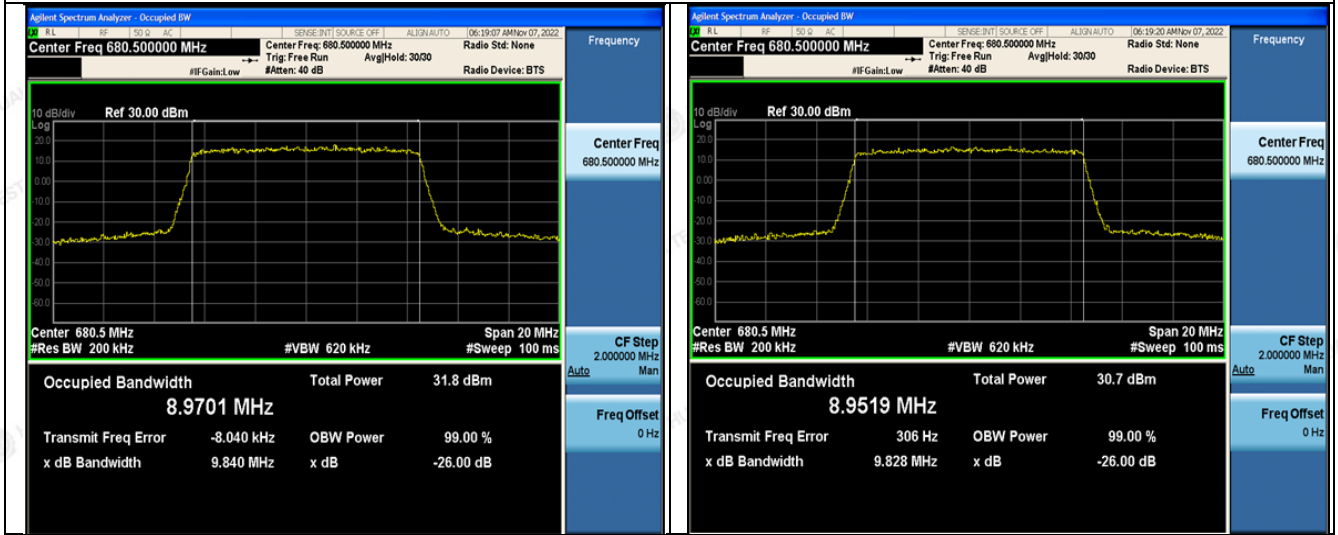 Agilent Spectrum Analyzer - Occupied BW
LXI RL RF 50 Ω AC SENSE:INT SOURCE OFF ALIGN AUTO 06:19:07 AM Nov 07, 2022
Center Freq 680.500000 MHz
Center Freq: 680.500000 MHz
Radio Std: None
Trig: Free Run Avg|Hold: 30/30
#IFGain:Low #Atten: 40 dB Radio Device: BTS
10 dB/div Ref 30.00 dBm
Log
20.0
10.0
0.00
-10.0
-20.0
-30.0
-40.0
-50.0
-60.0
Center 680.5 MHz Span 20 MHz
#Res BW 200 kHz #VBW 620 kHz #Sweep 100 ms
Occupied Bandwidth Total Power 31.8 dBm
8.9701 MHz
Transmit Freq Error -8.040 kHz OBW Power 99.00 %
x dB Bandwidth 9.840 MHz x dB -26.00 dB
Frequency
Center Freq
680.500000 MHz
CF Step
2.000000 MHz
Auto Man
Freq Offset
0 Hz
Agilent Spectrum Analyzer - Occupied BW
LXI RL RF 50 Ω AC SENSE:INT SOURCE OFF ALIGN AUTO 06:19:20 AM Nov 07, 2022
Center Freq 680.500000 MHz
Center Freq: 680.500000 MHz
Radio Std: None
Trig: Free Run Avg|Hold: 30/30
#IFGain:Low #Atten: 40 dB Radio Device: BTS
10 dB/div Ref 30.00 dBm
Log
20.0
10.0
0.00
-10.0
-20.0
-30.0
-40.0
-50.0
-60.0
Center 680.5 MHz Span 20 MHz
#Res BW 200 kHz #VBW 620 kHz #Sweep 100 ms
Occupied Bandwidth Total Power 30.7 dBm
8.9519 MHz
Transmit Freq Error 306 Hz OBW Power 99.00 %
x dB Bandwidth 9.828 MHz x dB -26.00 dB
Frequency
Center Freq
680.500000 MHz
CF Step
2.000000 MHz
Auto Man
Freq Offset
0 Hz